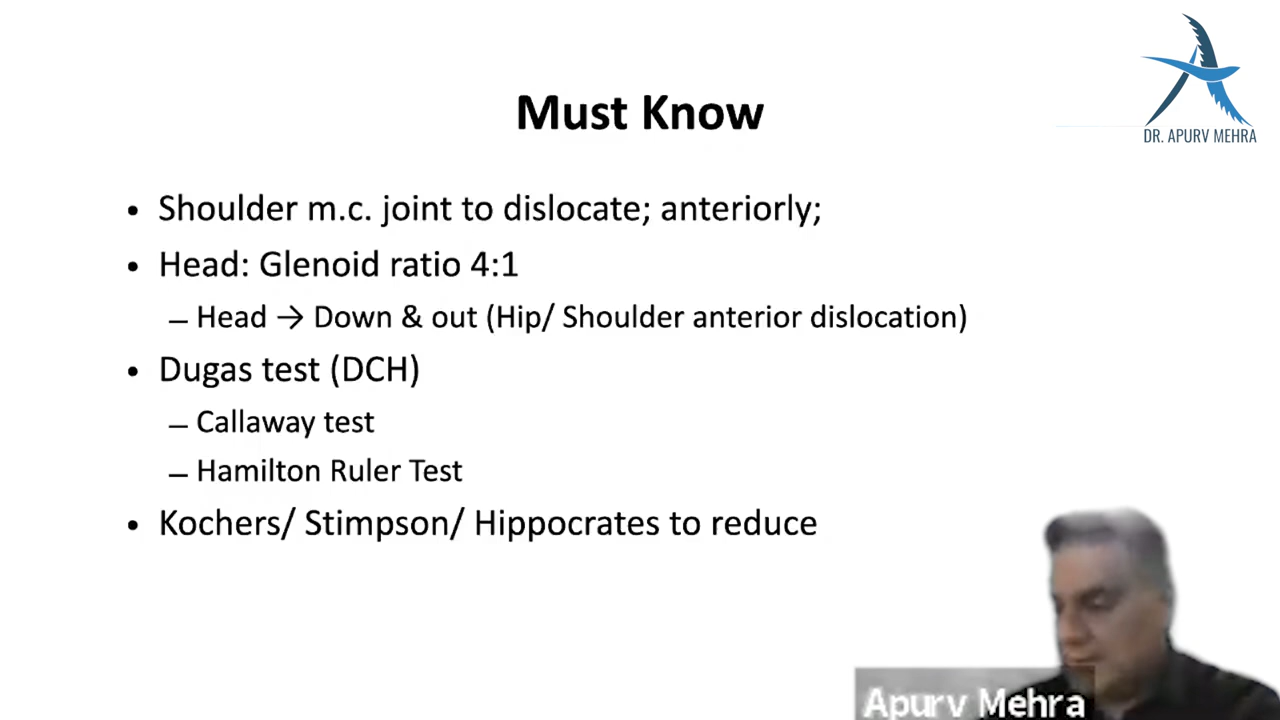 DR. APURV MEHRA
Must Know
• Shoulder m.c. joint to dislocate; anteriorly;
• Head: Glenoid ratio 4:1
– Head → Down & out (Hip/ Shoulder anterior dislocation)
• Dugas test (DCH)
– Callaway test
– Hamilton Ruler Test
• Kochers/ Stimpson/ Hippocrates to reduce
Apurv Mehra